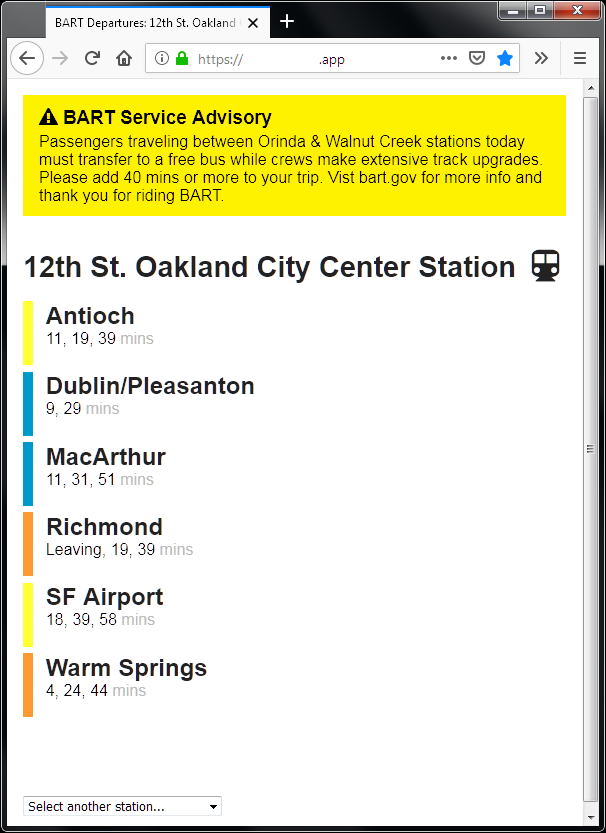 BART Departures: 12th St. Oakland
https:// .app
BART Service Advisory
Passengers traveling between Orinda & Walnut Creek stations today
must transfer to a free bus while crews make extensive track upgrades.
Please add 40 mins or more to your trip. Vist bart.gov for more info and
thank you for riding BART.
12th St. Oakland City Center Station
Antioch
11, 19, 39 mins
Dublin/Pleasanton
9, 29 mins
MacArthur
11, 31, 51 mins
Richmond
Leaving, 19, 39 mins
SF Airport
18, 39, 58 mins
Warm Springs
4, 24, 44 mins
Select another station...